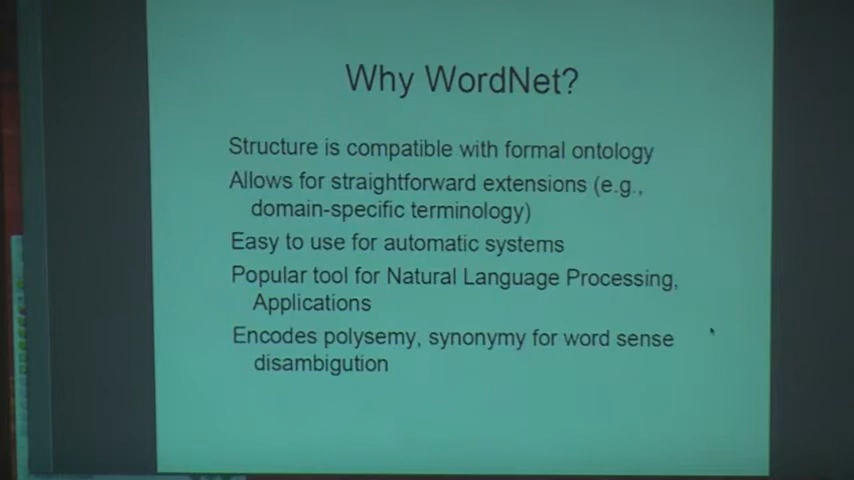 Why WordNet?
Structure is compatible with formal ontology
Allows for straightforward extensions (e.g.,
domain-specific terminology)
Easy to use for automatic systems
Popular tool for Natural Language Processing,
Applications
Encodes polysemy, synonymy for word sense
disambigution